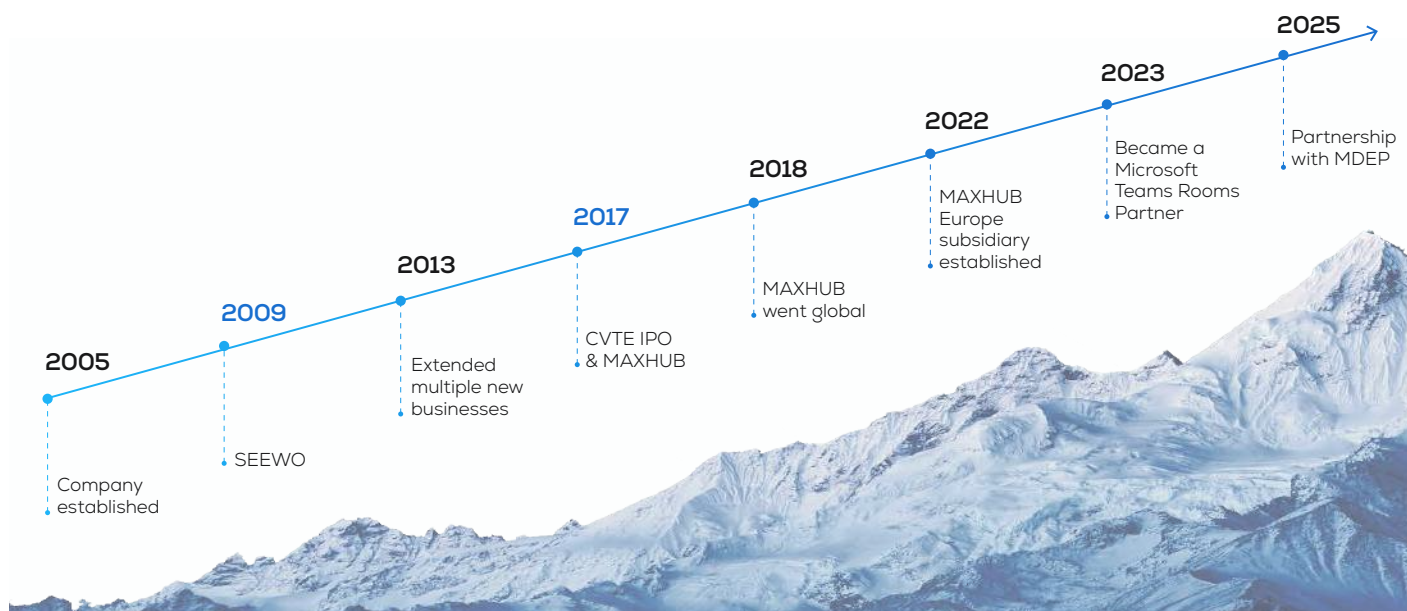 2005
Company
established
2009
SEEWO
2013
Extended
multiple new
businesses
2017
CVTE IPO
& MAXHUB
2018
MAXHUB
went global
2022
MAXHUB
Europe
subsidiary
established
2023
Became a
Microsoft
Teams Rooms
Partner
2025
Partnership
with MDEP